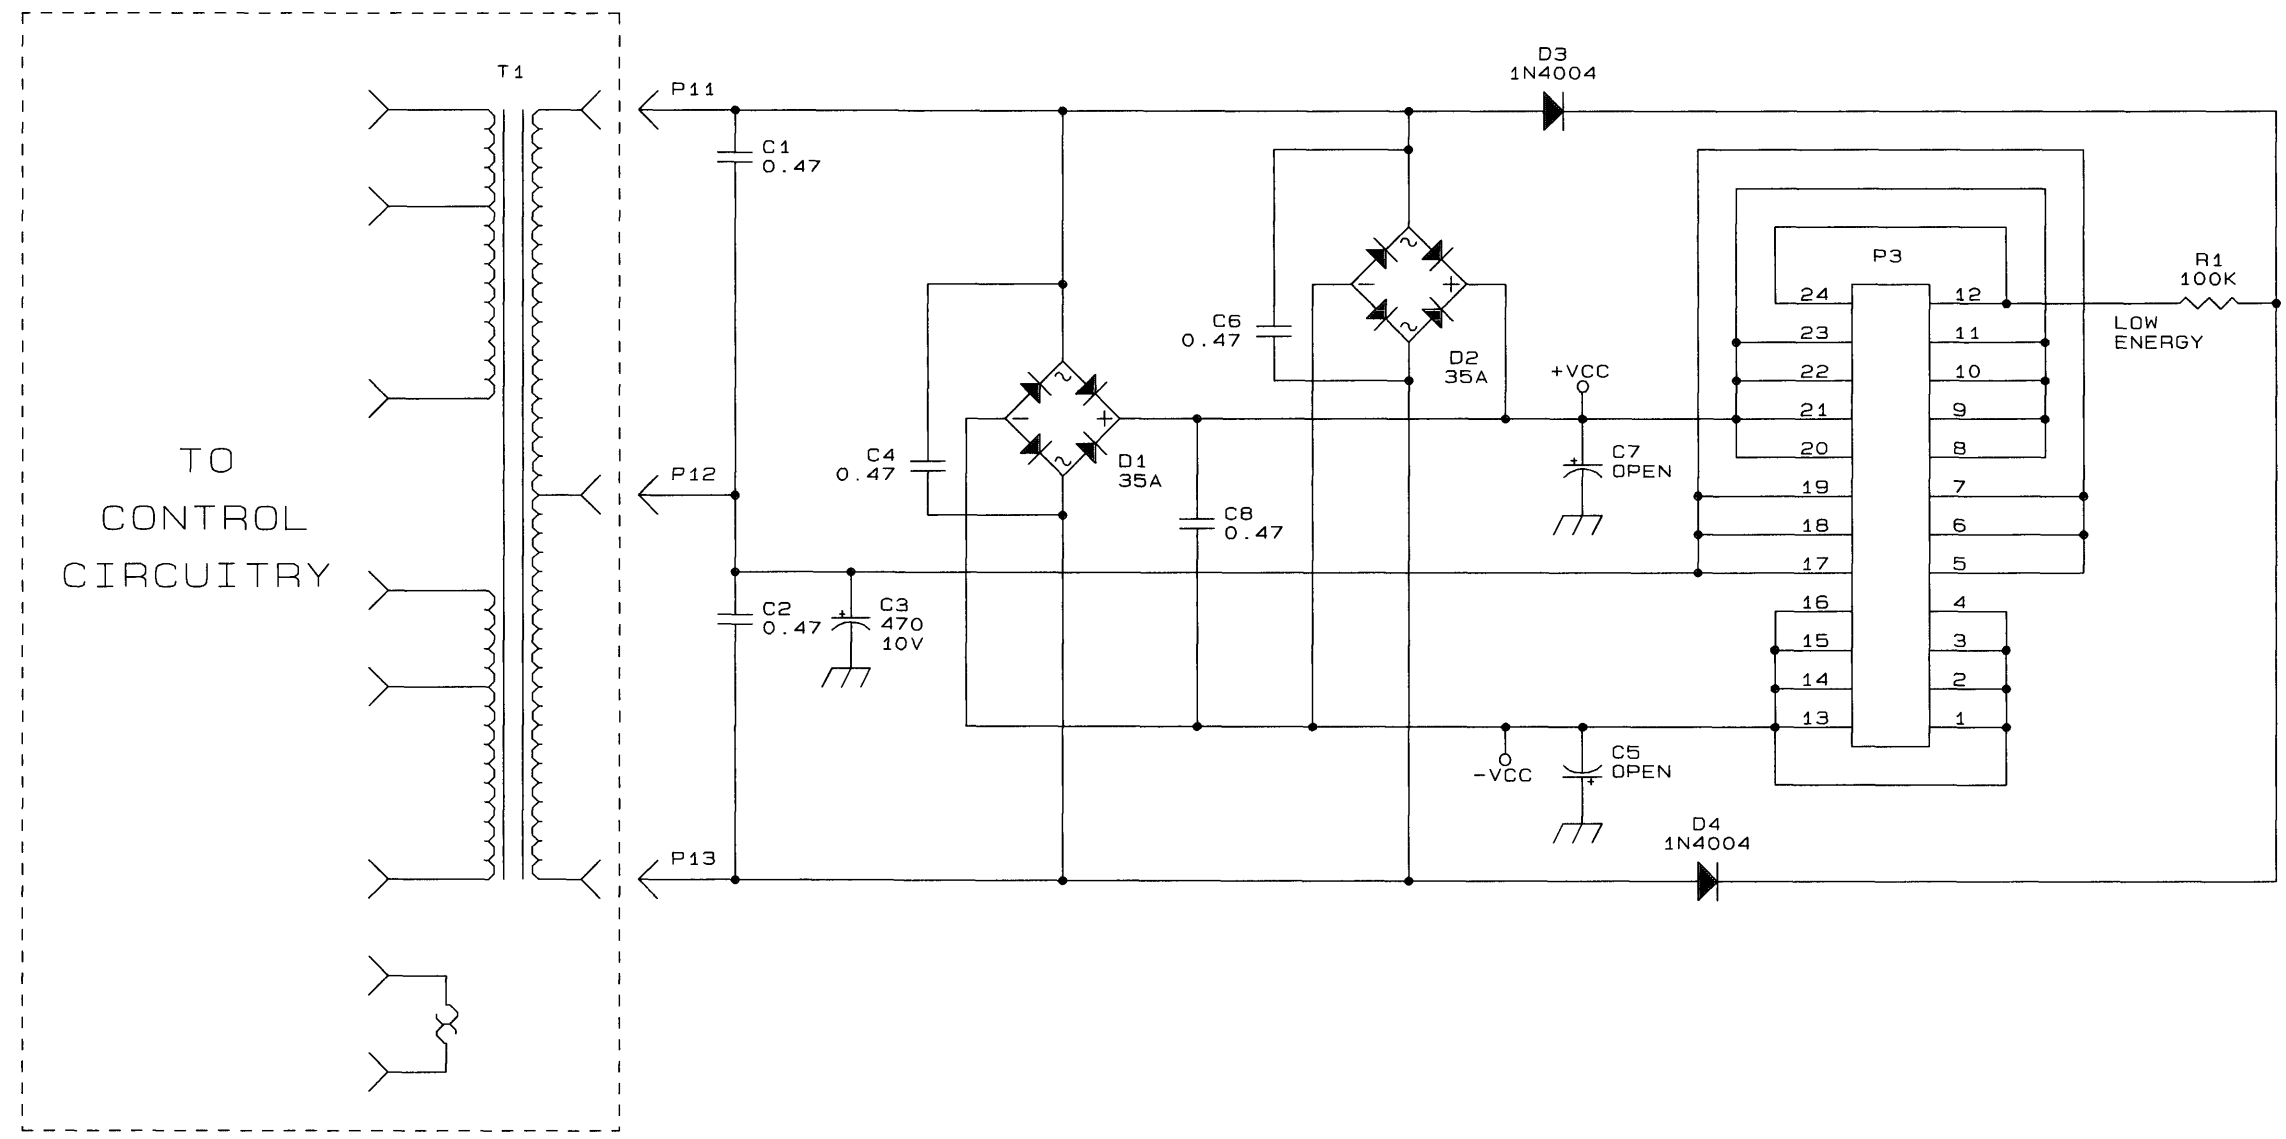 T1
TO
CONTROL
CIRCUITRY
P11
P12
P13
C1
0.47
C2
0.47
C3
470
10V
+
C4
0.47
~
- +
~
D1
35A
C8
0.47
C6
0.47
~
- +
~
D2
35A
D3
1N4004
+VCC
C7
OPEN
+
-VCC
C5
OPEN
+
D4
1N4004
P3
24 12
23 11
22 10
21 9
20 8
19 7
18 6
17 5
16 4
15 3
14 2
13 1
R1
100K
LOW
ENERGY